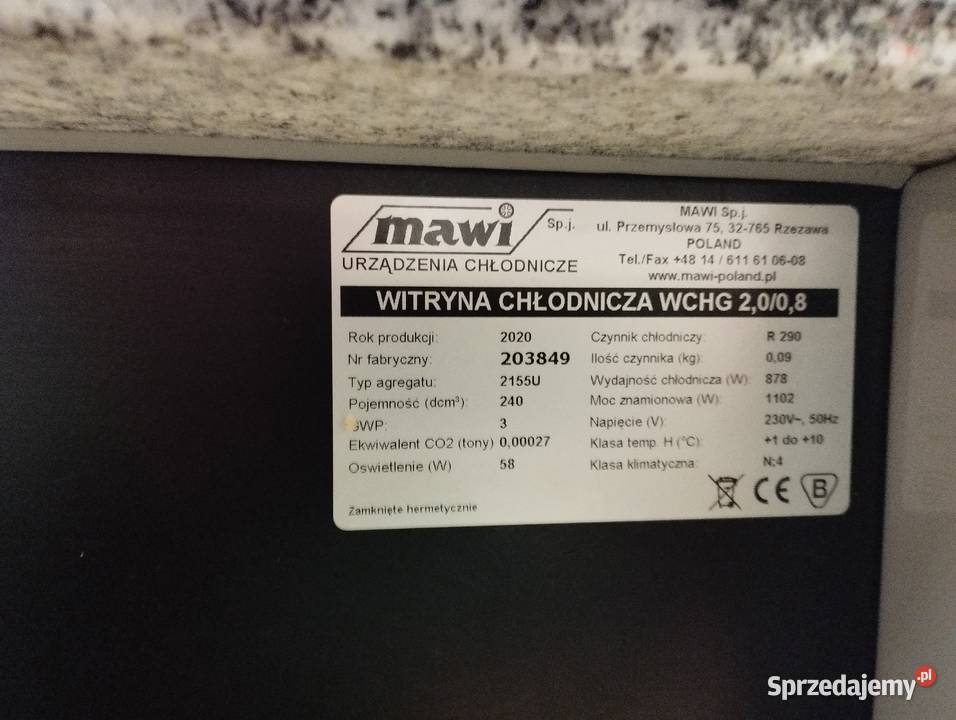 mawi Sp.j.
URZĄDZENIA CHŁODNICZE
MAWI Sp.j.
ul. Przemysłowa 75, 32-765 Rzezawa
POLAND
Tel./Fax +48 14 / 611 61 06-08
www.mawi-poland.pl
WITRYNA CHŁODNICZA WCHG 2,0/0,8
Rok produkcji: 2020
Nr fabryczny: 203849
Typ agregatu: 2155U
Pojemność (dcm³): 240
GWP: 3
Ekwiwalent CO2 (tony) 0,00027
Oswietlenie (W) 58
Zamknięte hermetycznie
Czynnik chłodniczy: R 290
Ilość czynnika (kg): 0,09
Wydajność chłodnicza (W): 878
Moc znamionowa (W): 1102
Napięcie (V): 230V~, 50Hz
Klasa temp. H (°C): +1 do +10
Klasa klimatyczna: N;4
CE B
Sprzedajemy.pl